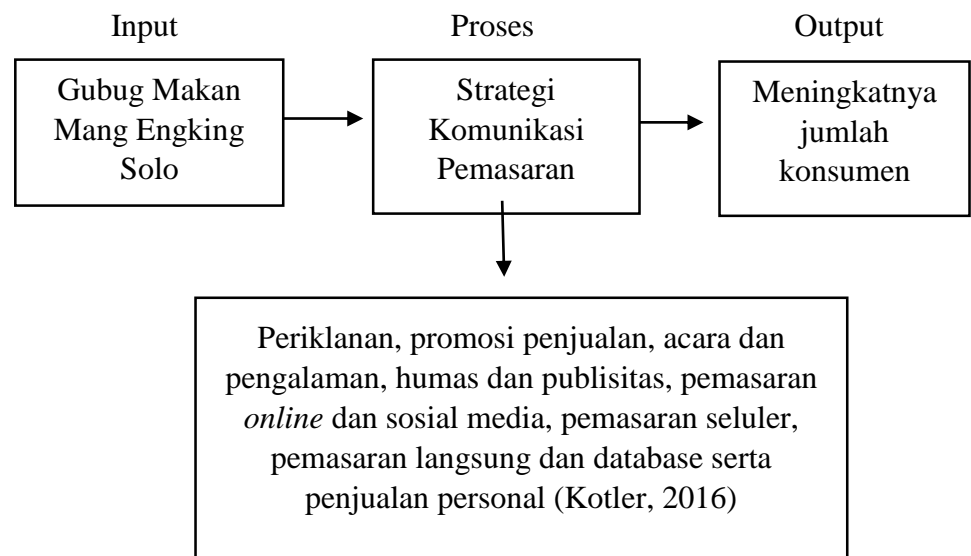 Input
Proses
Output
Gubug Makan
Mang Engking
Solo
Strategi
Komunikasi
Pemasaran
Meningkatnya
jumlah
konsumen
Periklanan, promosi penjualan, acara dan
pengalaman, humas dan publisitas, pemasaran
online dan sosial media, pemasaran seluler,
pemasaran langsung dan database serta
penjualan personal (Kotler, 2016)